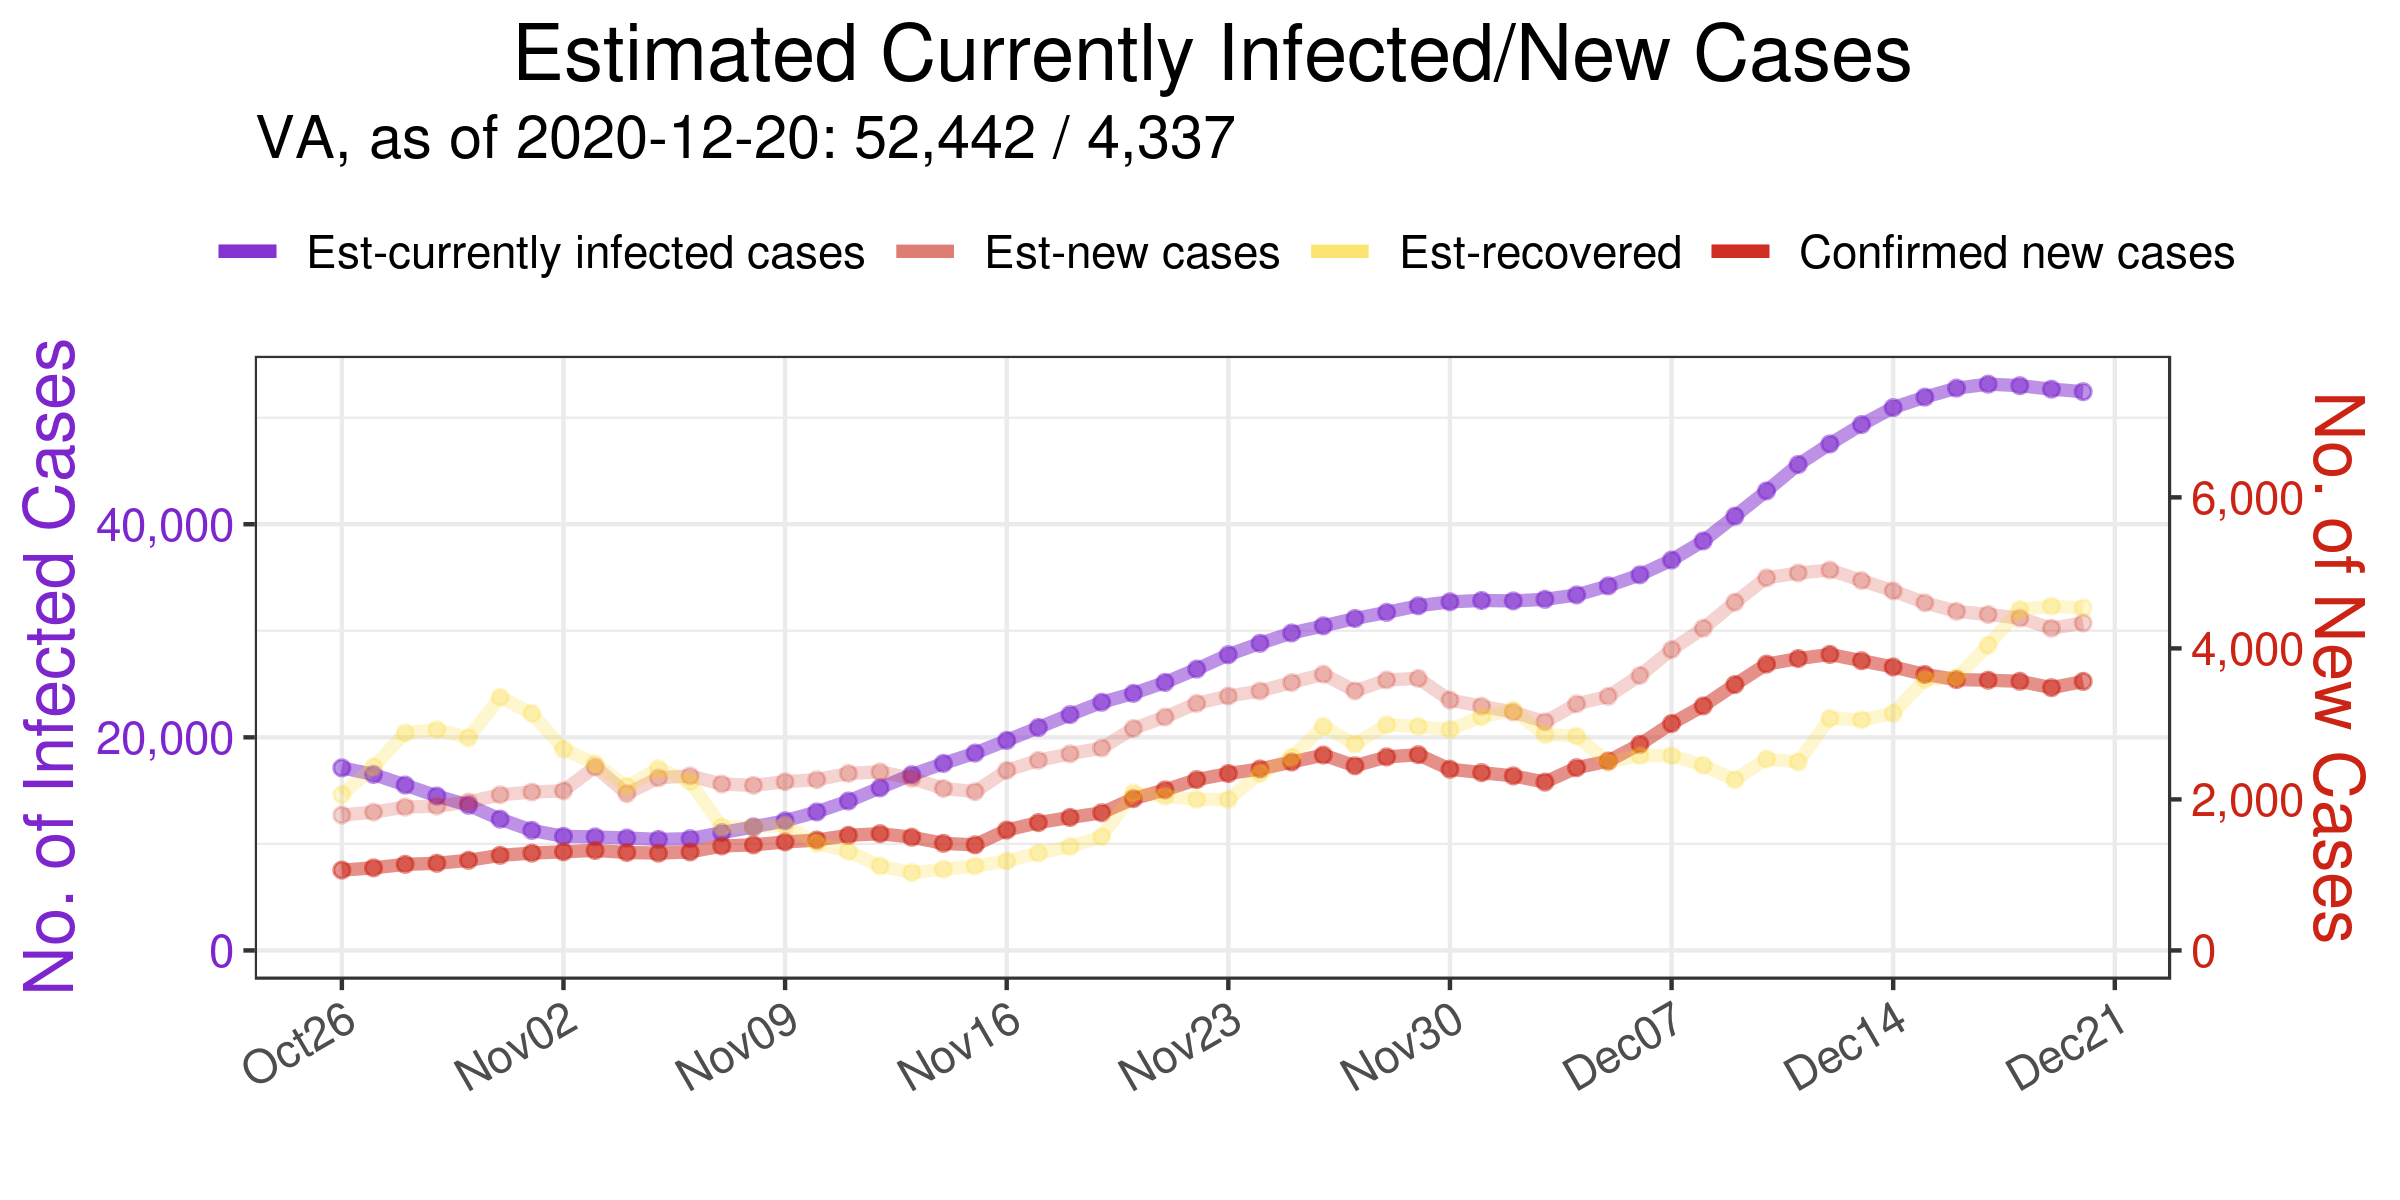 Estimated Currently Infected/New Cases
VA, as of 2020-12-20: 52,442 / 4,337
Est-currently infected cases Est-new cases Est-recovered Confirmed new cases
No. of Infected Cases
40,000
20,000
0
No. of New Cases
6,000
4,000
2,000
0
Oct26 Nov02 Nov09 Nov16 Nov23 Nov30 Dec07 Dec14 Dec21